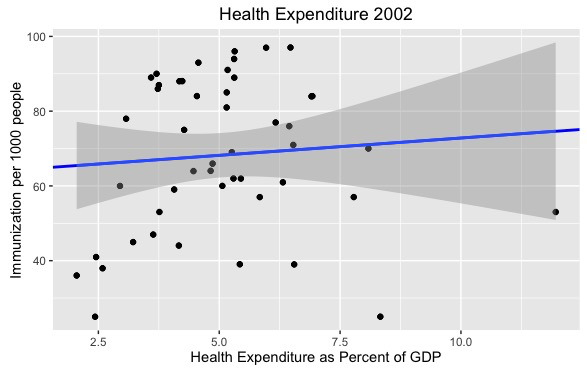 Health Expenditure 2002
Immunization per 1000 people
100
80
60
40
2.5 5.0 7.5 10.0
Health Expenditure as Percent of GDP